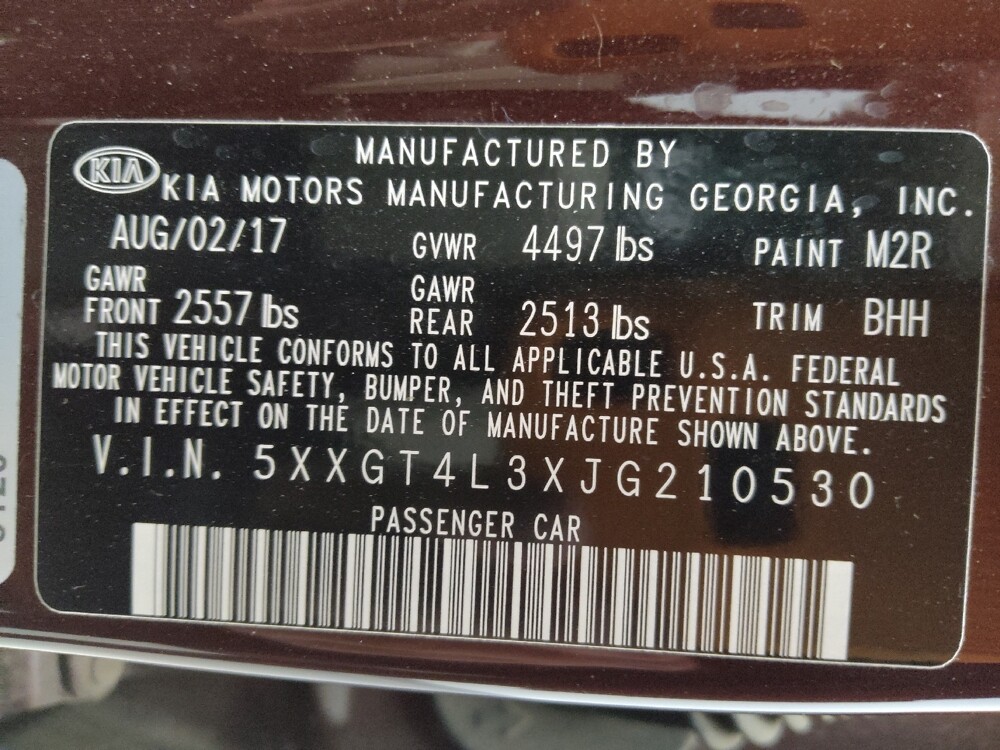 MANUFACTURED BY
KIA KIA MOTORS MANUFACTURING GEORGIA, INC.
AUG/02/17 GVWR 4497 lbs PAINT M2R
GAWR FRONT 2557 lbs GAWR REAR 2513 lbs TRIM BHH
THIS VEHICLE CONFORMS TO ALL APPLICABLE U.S.A. FEDERAL
MOTOR VEHICLE SAFETY, BUMPER, AND THEFT PREVENTION STANDARDS
IN EFFECT ON THE DATE OF MANUFACTURE SHOWN ABOVE.
V.I.N. 5XXGT4L3XJG210530
PASSENGER CAR